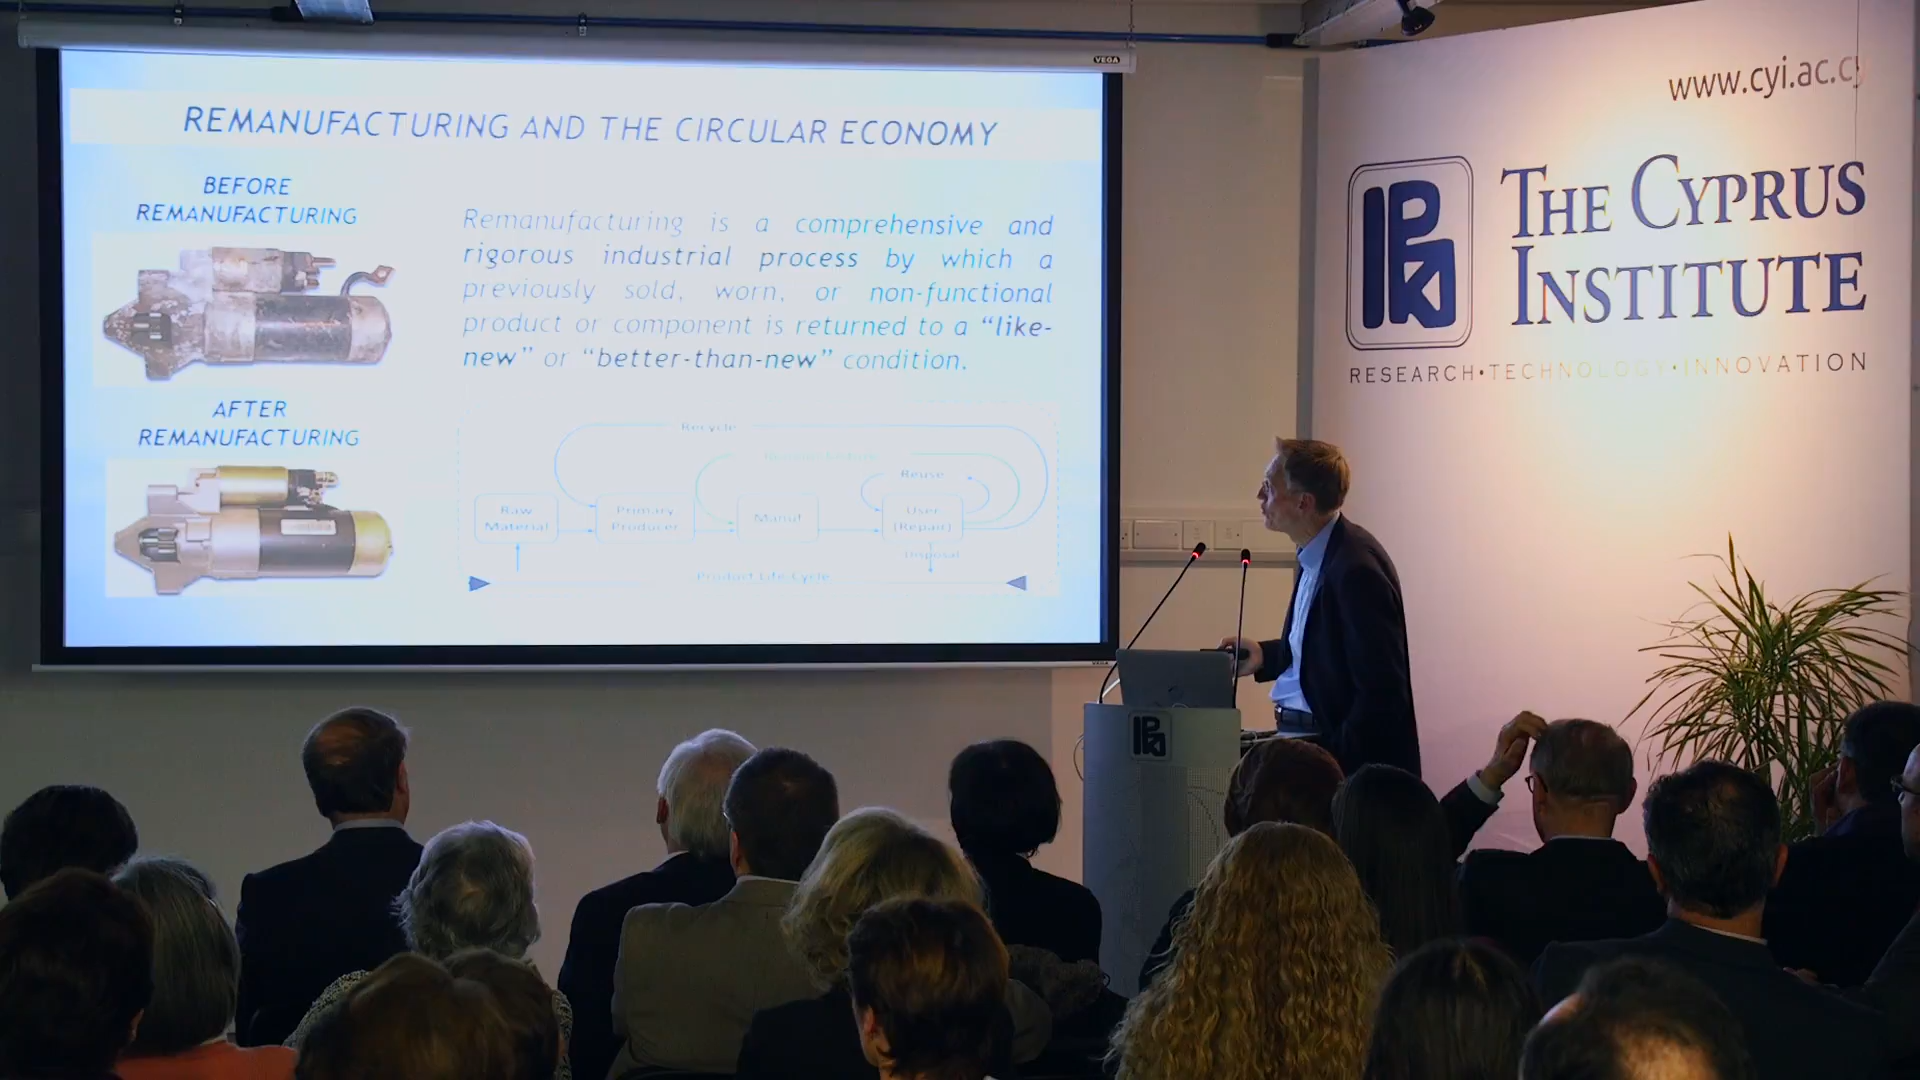 VEGA
REMANUFACTURING AND THE CIRCULAR ECONOMY
BEFORE
REMANUFACTURING
AFTER
REMANUFACTURING
Remanufacturing is a comprehensive and
rigorous industrial process by which a
previously sold, worn, or non-functional
product or component is returned to a “like-
new” or “better-than-new” condition.
Recycle
Reuse
Raw
Material
Primary
Producer
Manuf
User
(Repair)
Disposal
Product Life Cycle
VEGA
www.cyi.ac.cy
THE CYPRUS
INSTITUTE
RESEARCH•TECHNOLOGY•INNOVATION